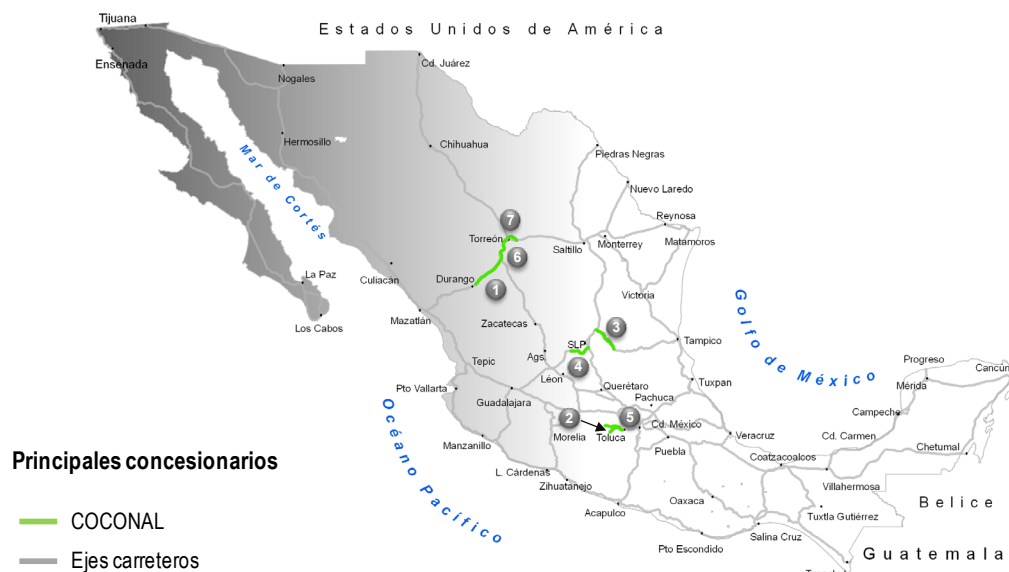 Estados Unidos de América
Tijuana
Ensenada
Nogales
Cd. Juárez
Hermosillo
Chihuahua
Piedras Negras
Mar de Cortés
Nuevo Laredo
7
Reynosa
Torreón
Saltillo
Monterrey
Matámoros
6
La Paz
Culiacán
Durango
1
Victoria
Golfo de México
Los Cabos
Mazatlán
Zacatecas
3
SLP
Tampico
Tepic
Ags.
4
Progreso
Cancún
Léon
Mérida
Pto Vallarta
Querétaro
Tuxpan
Guadalajara
Pachuca
Océano Pacífico
2
5
Campeche
Cd. México
Manzanillo
Morelia
Toluca
Veracruz
Cd. Carmen
Chetumal
Puebla
Coatzacoalcos
Principales concesionarios
L. Cárdenas
Zihuatanejo
Villahermosa
Oaxaca
Belice
Acapulco
Tuxtla Gutiérrez
COCONAL
Salina Cruz
Pto Escondido
Guatemala
Ejes carreteros